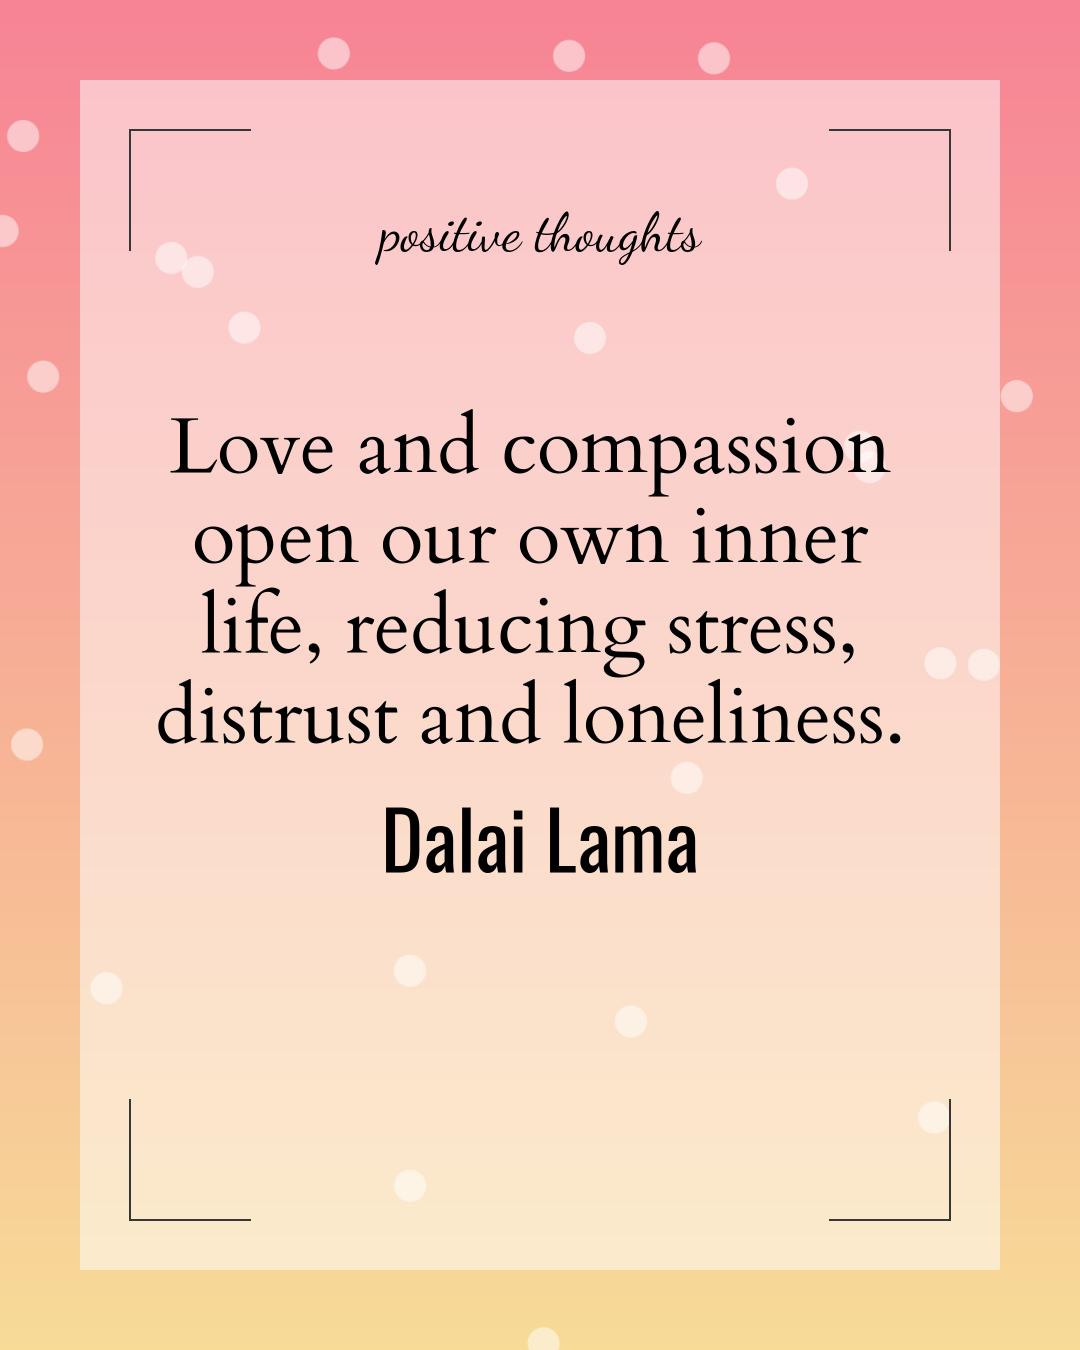 positive thoughts
Love and compassion
open our own inner
life, reducing stress,
distrust and loneliness.
Dalai Lama